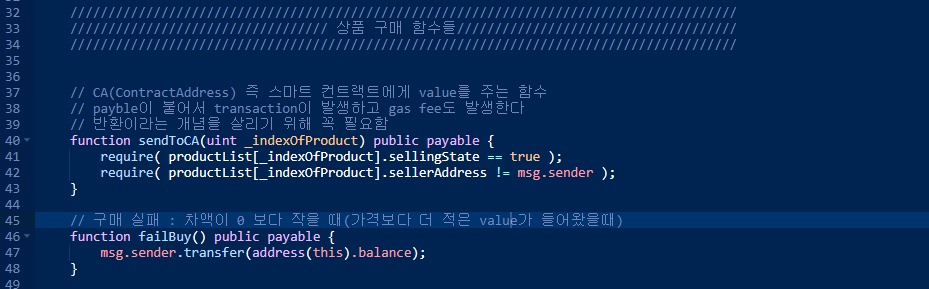 32 //////////////////////////////////////////////////////////////////////////////////////////
33 /////////////////////////////////// 상품 구매 함수들//////////////////////////////////////
34 //////////////////////////////////////////////////////////////////////////////////////////
35
36
37 // CA(ContractAddress) 즉 스마트 컨트랙트에게 value를 주는 함수
38 // payble이 붙어서 transaction이 발생하고 gas fee도 발생한다
39 // 반환이라는 개념을 살리기 위해 꼭 필요함
40 function sendToCA(uint _indexOfProduct) public payable {
41 require( productList[_indexOfProduct].sellingState == true );
42 require( productList[_indexOfProduct].sellerAddress != msg.sender );
43 }
44
45 // 구매 실패 : 차액이 0 보다 작을 때(가격보다 더 적은 value가 들어왔을때)
46 function failBuy() public payable {
47 msg.sender.transfer(address(this).balance);
48 }
49